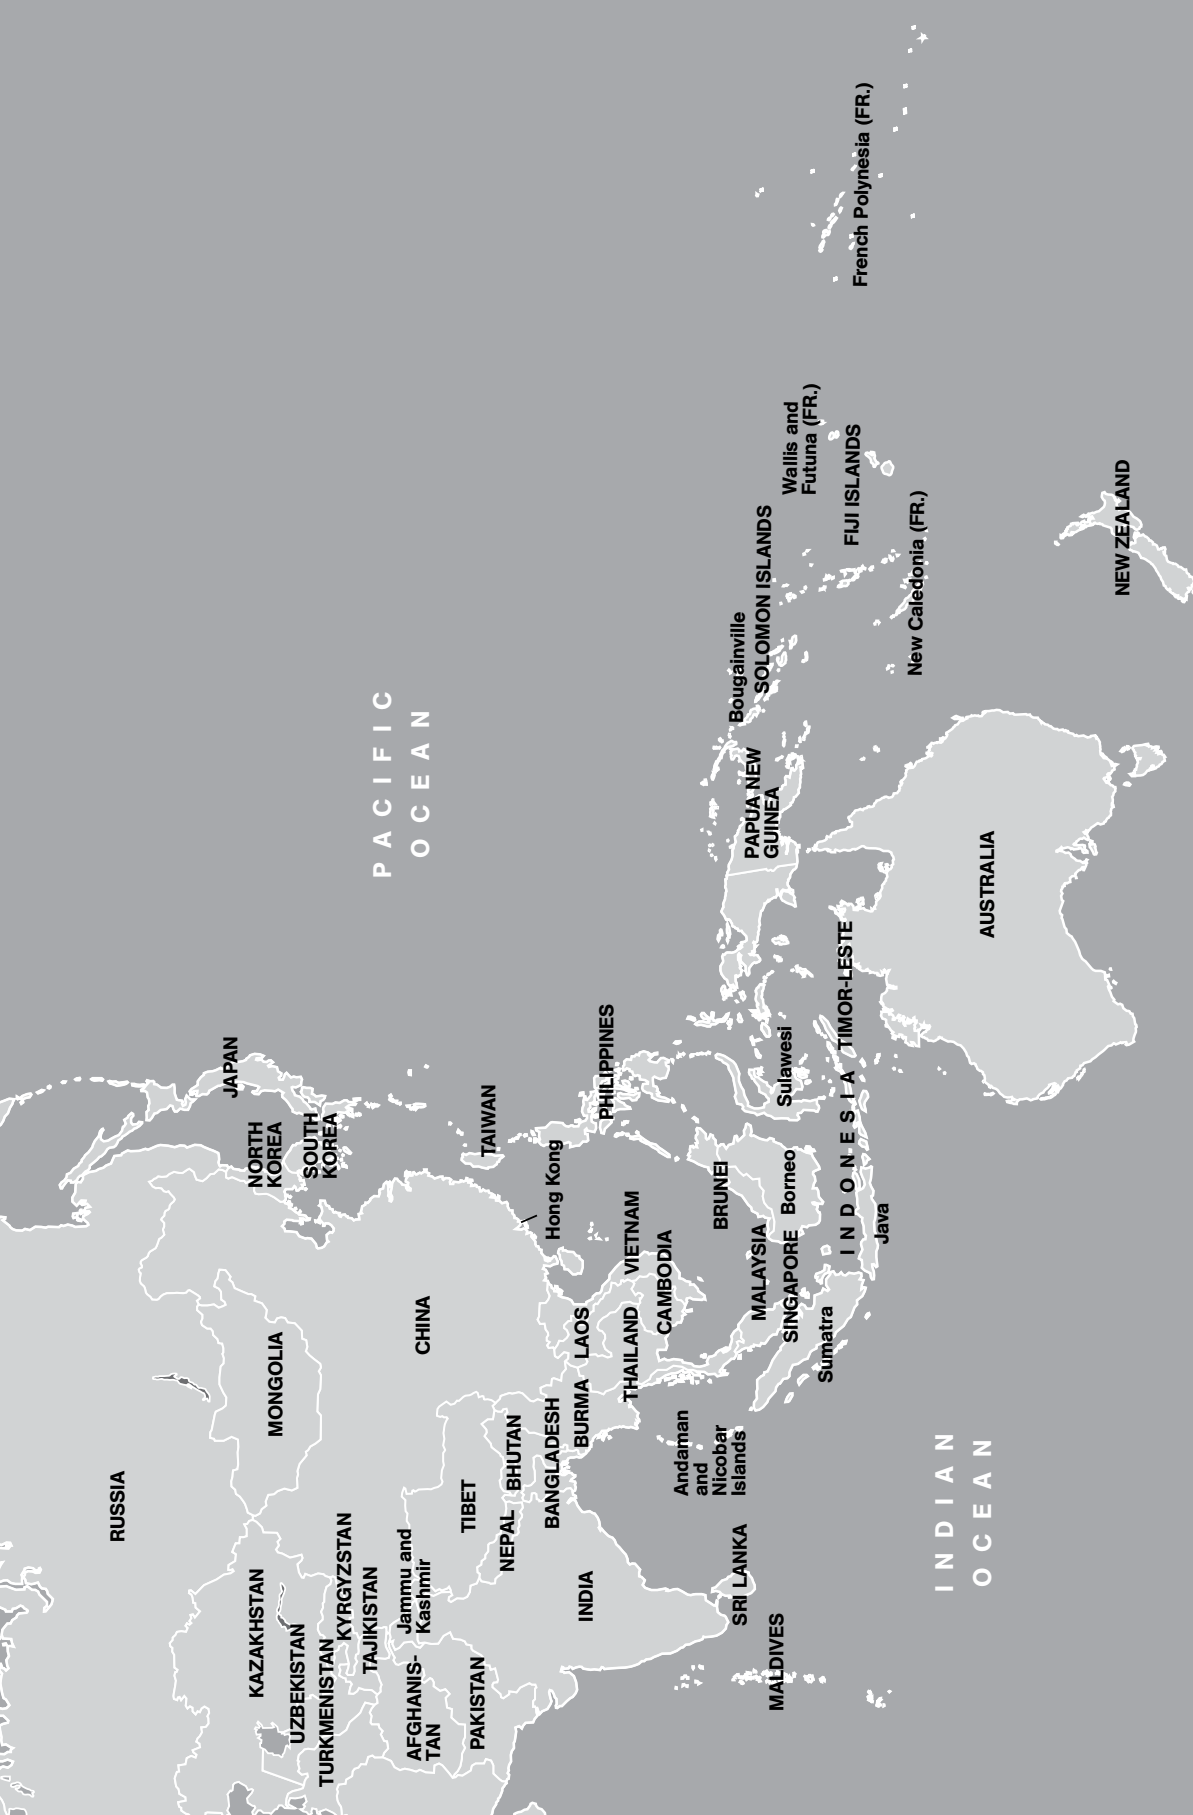 RUSSIA
KAZAKHSTAN
MONGOLIA
UZBEKISTAN
TURKMENISTAN
KYRGYZSTAN
TAJIKISTAN
AFGHANIS-
TAN
Jammu and
Kashmir
PAKISTAN
CHINA
TIBET
NEPAL
BHUTAN
BANGLADESH
INDIA
BURMA
LAOS
THAILAND
VIETNAM
CAMBODIA
NORTH
KOREA
SOUTH
KOREA
JAPAN
TAIWAN
Hong Kong
PHILIPPINES
PACIFIC
OCEAN
Andaman
and
Nicobar
Islands
SRI LANKA
MALDIVES
BRUNEI
MALAYSIA
SINGAPORE
Borneo
Sumatra
Sulawesi
INDONESIA
Java
TIMOR-LESTE
PAPUA NEW
GUINEA
Bougainville
SOLOMON ISLANDS
Wallis and
Futuna (FR.)
FIJI ISLANDS
French Polynesia (FR.)
New Caledonia (FR.)
INDIAN
OCEAN
AUSTRALIA
NEW ZEALAND